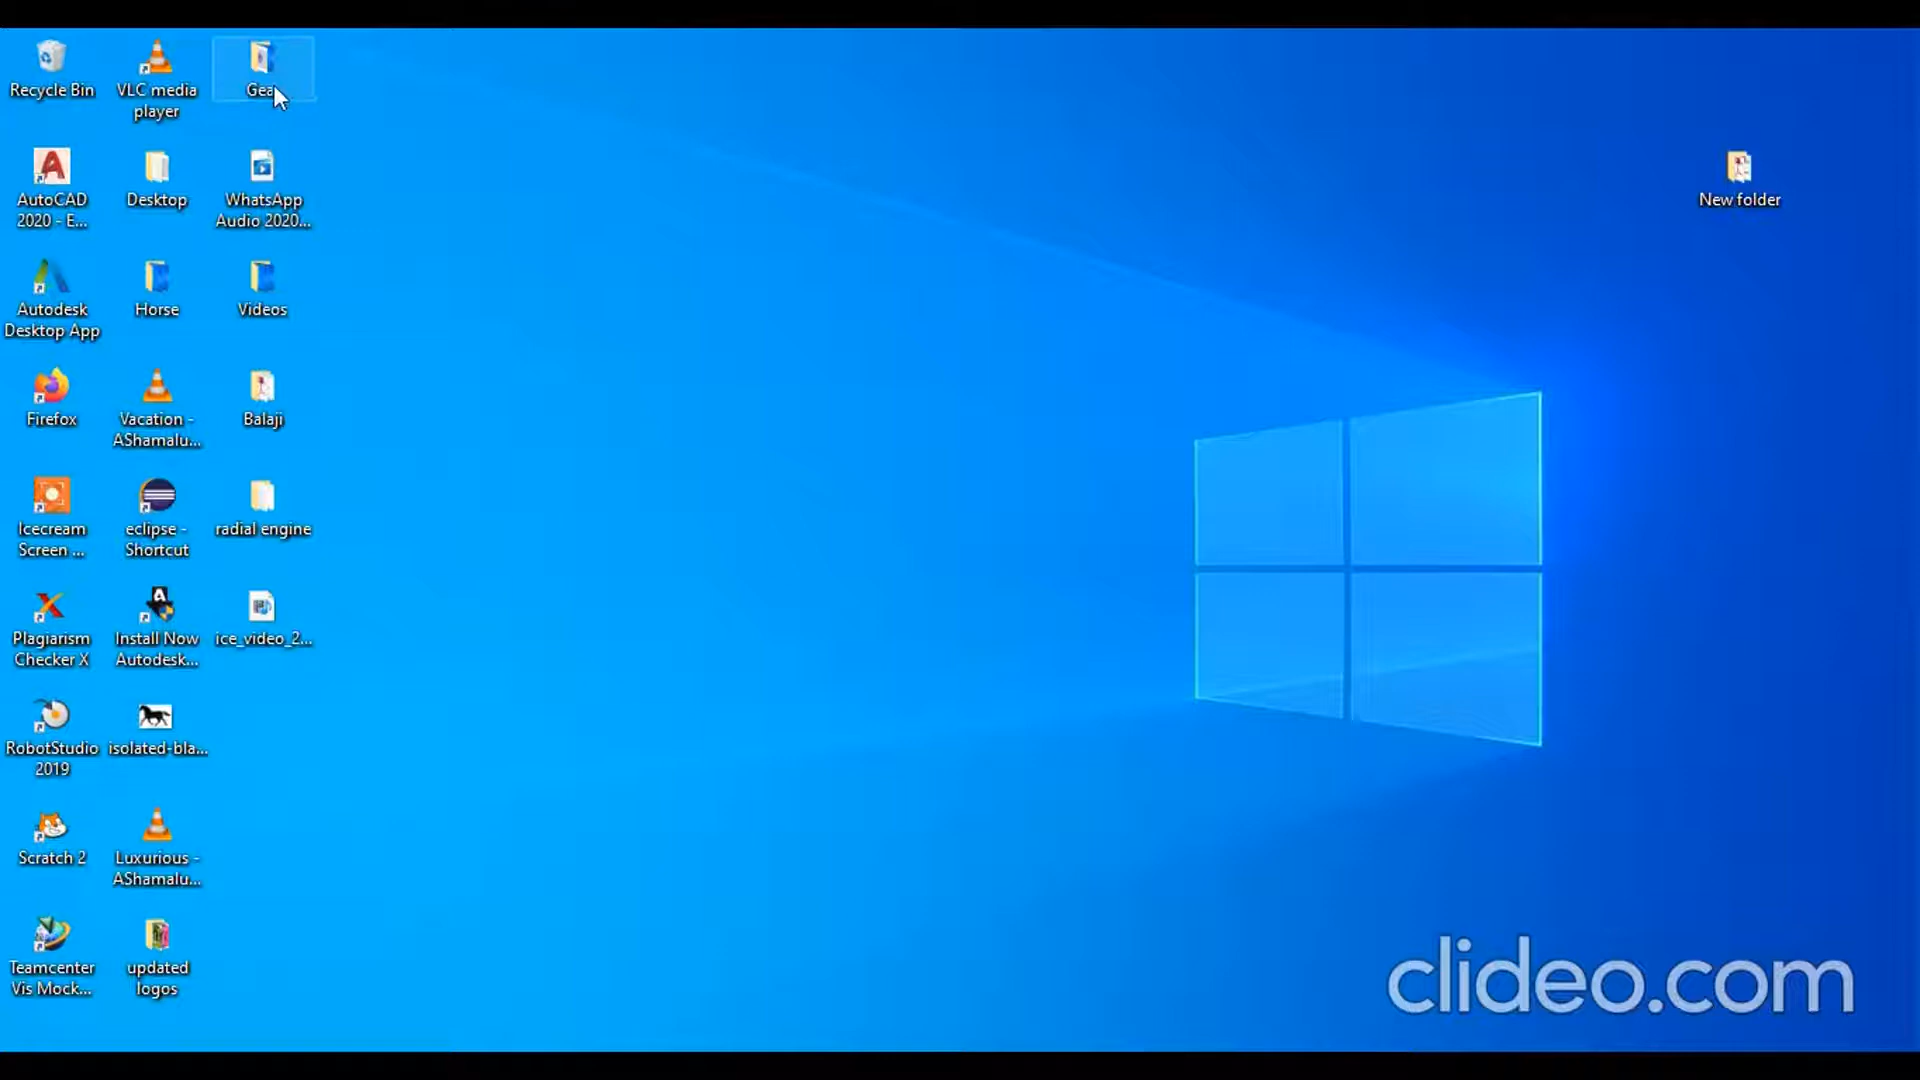 Recycle Bin
VLC media
player
AutoCAD
2020 - E...
Desktop
WhatsApp
Audio 2020...
New folder
Autodesk
Desktop App
Horse
Videos
Firefox
Vacation -
AShamalu...
Balaji
Icecream
Screen ...
eclipse -
Shortcut
radial engine
Plagiarism
Checker X
Install Now
Autodesk...
ice_video_2...
RobotStudio
2019
isolated-bla...
Scratch 2
Luxurious -
AShamalu...
Teamcenter
Vis Mock...
updated
logos
clideo.com